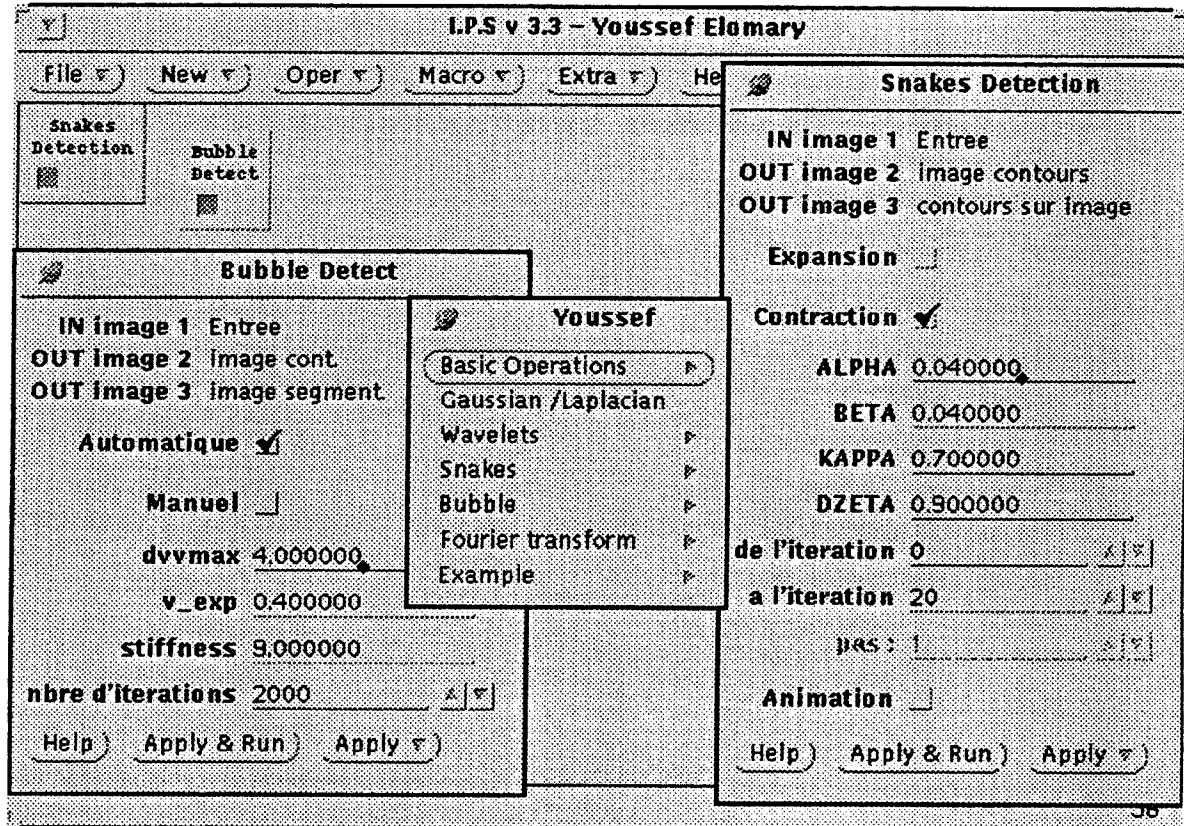 I.P.S v 3.3 – Youssef Elomary
File New Oper Macro Extra He
Snakes
Detection
Bubble
Detect
Bubble Detect
IN image 1 Entree
OUT image 2 image cont.
OUT image 3 image segment.
Automatique
Manuel
dvvmax 4.000000
v_exp 0.400000
stiffness 9.000000
nbre d'iterations 2000
Help Apply & Run Apply
Youssef
Basic Operations
Gaussian /Laplacian
Wavelets
Snakes
Bubble
Fourier transform
Example
Snakes Detection
IN image 1 Entree
OUT image 2 image contours
OUT image 3 contours sur image
Expansion
Contraction
ALPHA 0.040000
BETA 0.040000
KAPPA 0.700000
DZETA 0.900000
de l'iteration 0
a l'iteration 20
pas : 1
Animation
Help Apply & Run Apply